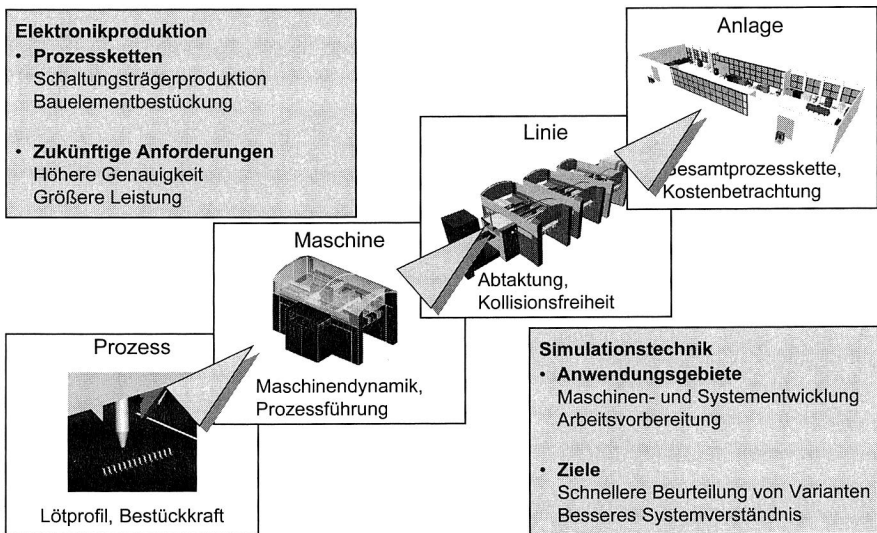 Elektronikproduktion
• Prozessketten
Schaltungsträgerproduktion
Bauelementbestückung
• Zukünftige Anforderungen
Höhere Genauigkeit
Größere Leistung
Anlage
Gesamtprozesskette,
Kostenbetrachtung
Linie
Abtaktung,
Kollisionsfreiheit
Maschine
Maschinendynamik,
Prozessführung
Prozess
Lötprofil, Bestückkraft
Simulationstechnik
• Anwendungsgebiete
Maschinen- und Systementwicklung
Arbeitsvorbereitung
• Ziele
Schnellere Beurteilung von Varianten
Besseres Systemverständnis